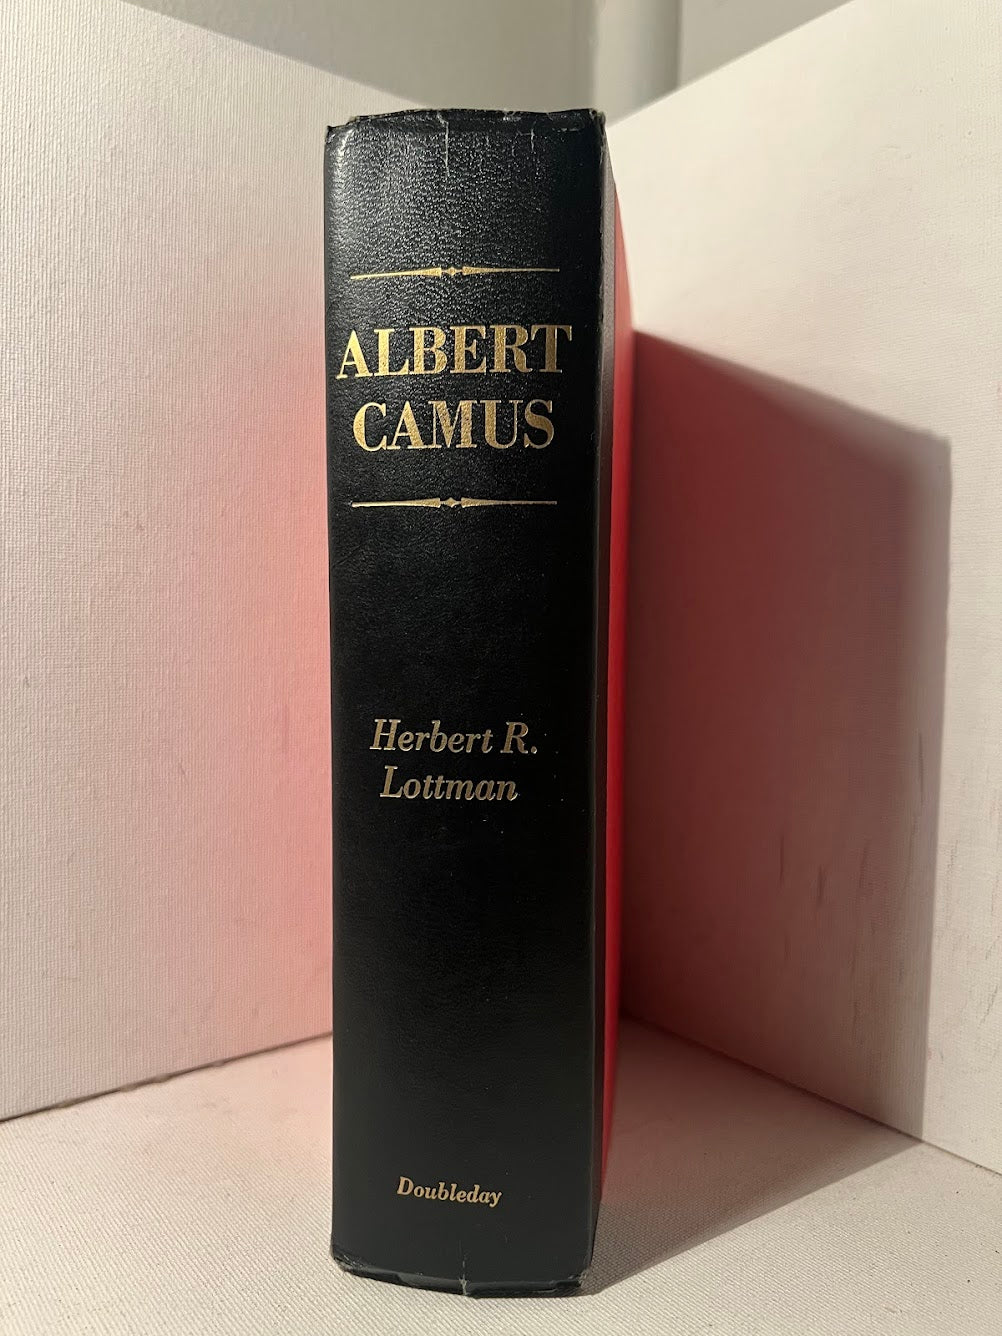 ALBERT
CAMUS
Herbert R.
Lottman
Doubleday